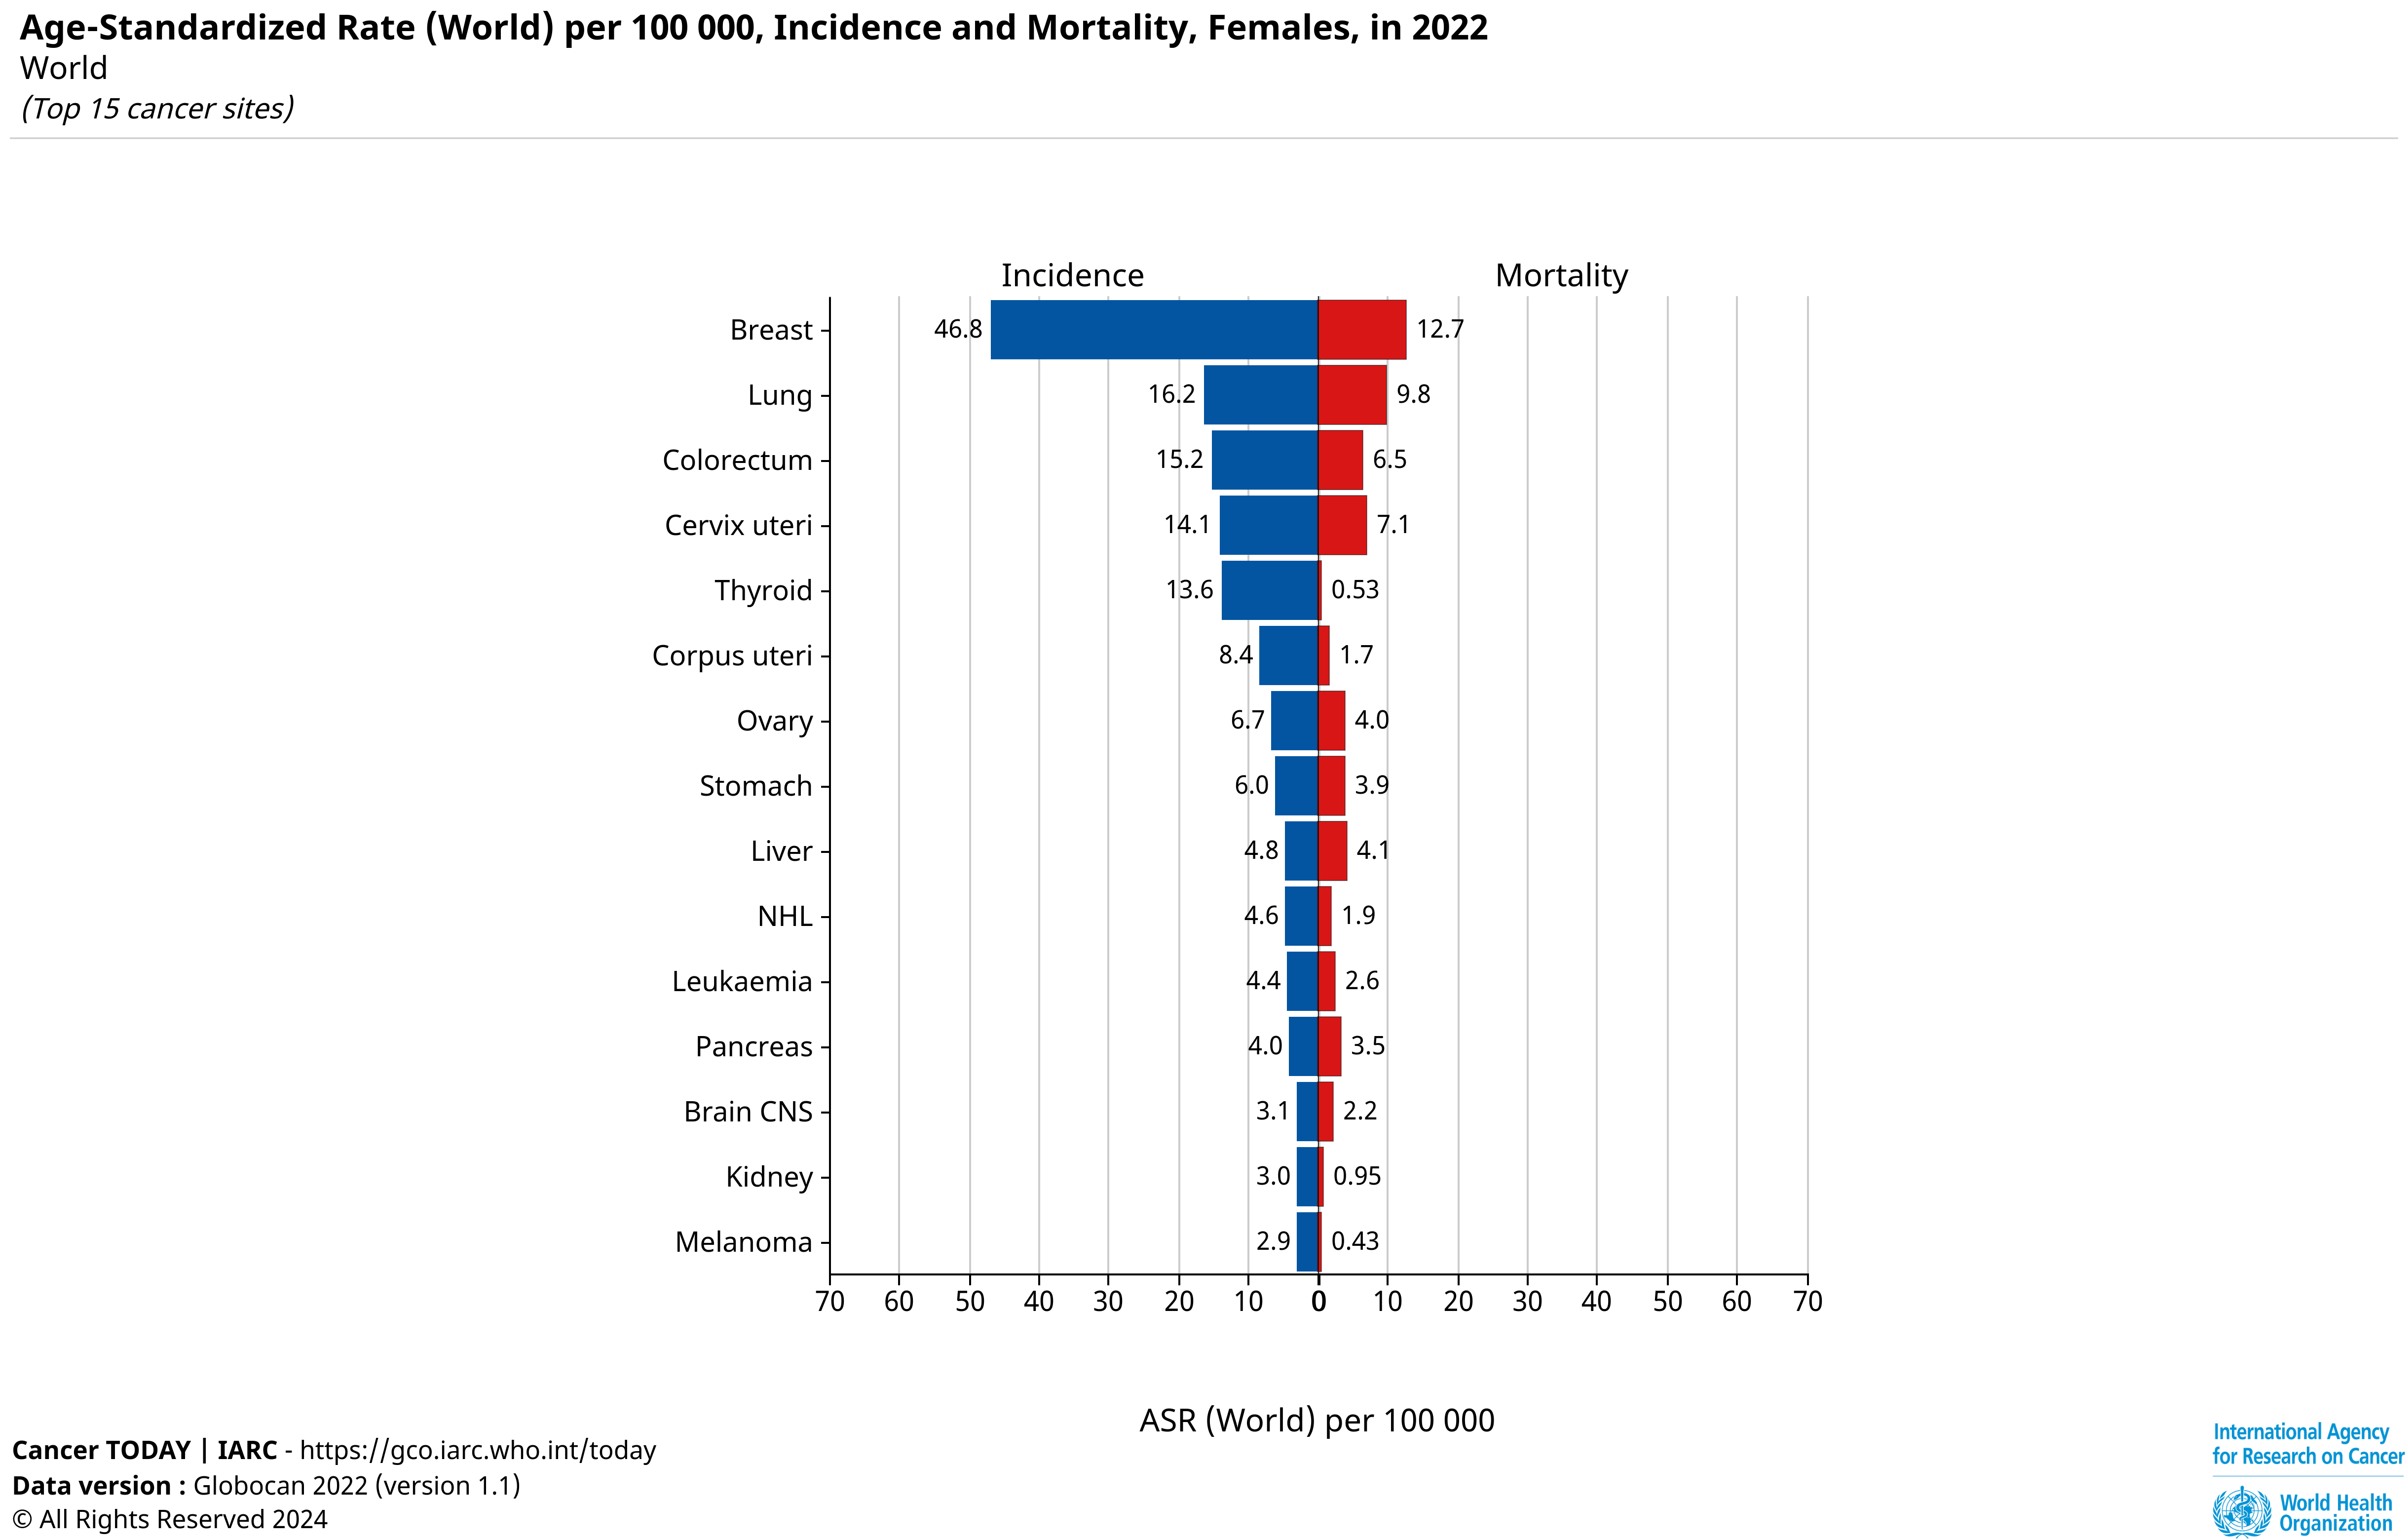 Age-Standardized Rate (World) per 100 000, Incidence and Mortality, Females, in 2022
World
(Top 15 cancer sites)
Incidence Mortality
Breast 46.8 12.7
Lung 16.2 9.8
Colorectum 15.2 6.5
Cervix uteri 14.1 7.1
Thyroid 13.6 0.53
Corpus uteri 8.4 1.7
Ovary 6.7 4.0
Stomach 6.0 3.9
Liver 4.8 4.1
NHL 4.6 1.9
Leukaemia 4.4 2.6
Pancreas 4.0 3.5
Brain CNS 3.1 2.2
Kidney 3.0 0.95
Melanoma 2.9 0.43
70 60 50 40 30 20 10 0 0 10 20 30 40 50 60 70
ASR (World) per 100 000
Cancer TODAY | IARC - https://gco.iarc.who.int/today
Data version : Globocan 2022 (version 1.1)
© All Rights Reserved 2024
International Agency
for Research on Cancer
World Health
Organization